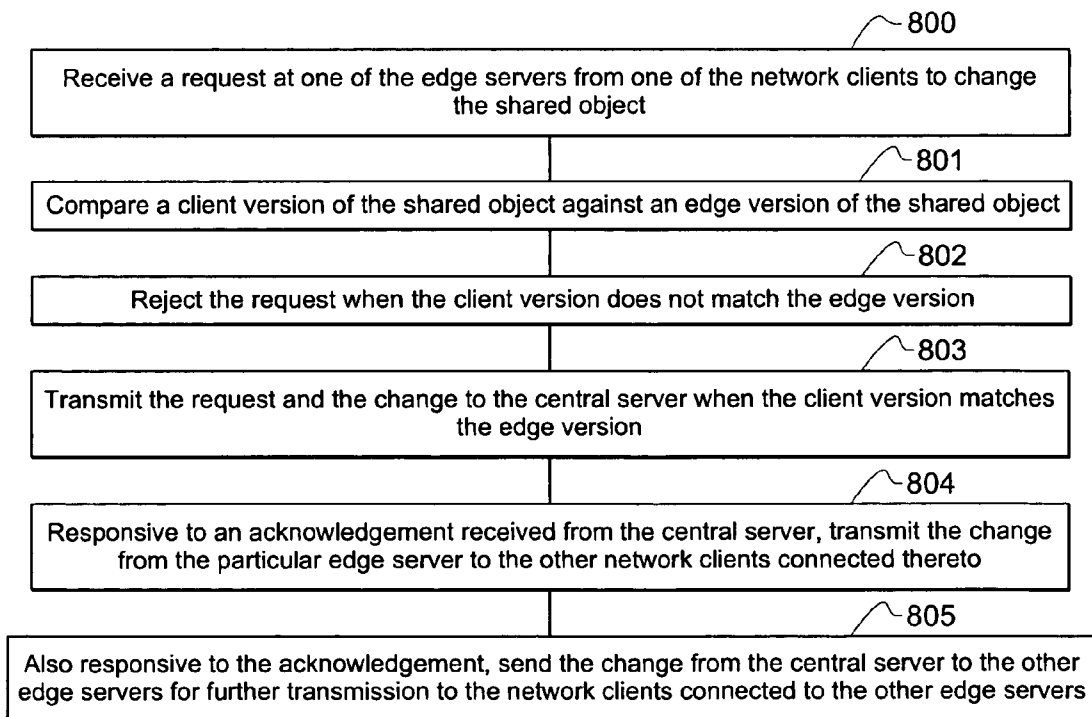 800
Receive a request at one of the edge servers from one of the network clients to change
the shared object
801
Compare a client version of the shared object against an edge version of the shared object
802
Reject the request when the client version does not match the edge version
803
Transmit the request and the change to the central server when the client version matches
the edge version
804
Responsive to an acknowledgement received from the central server, transmit the change
from the particular edge server to the other network clients connected thereto
805
Also responsive to the acknowledgement, send the change from the central server to the other
edge servers for further transmission to the network clients connected to the other edge servers